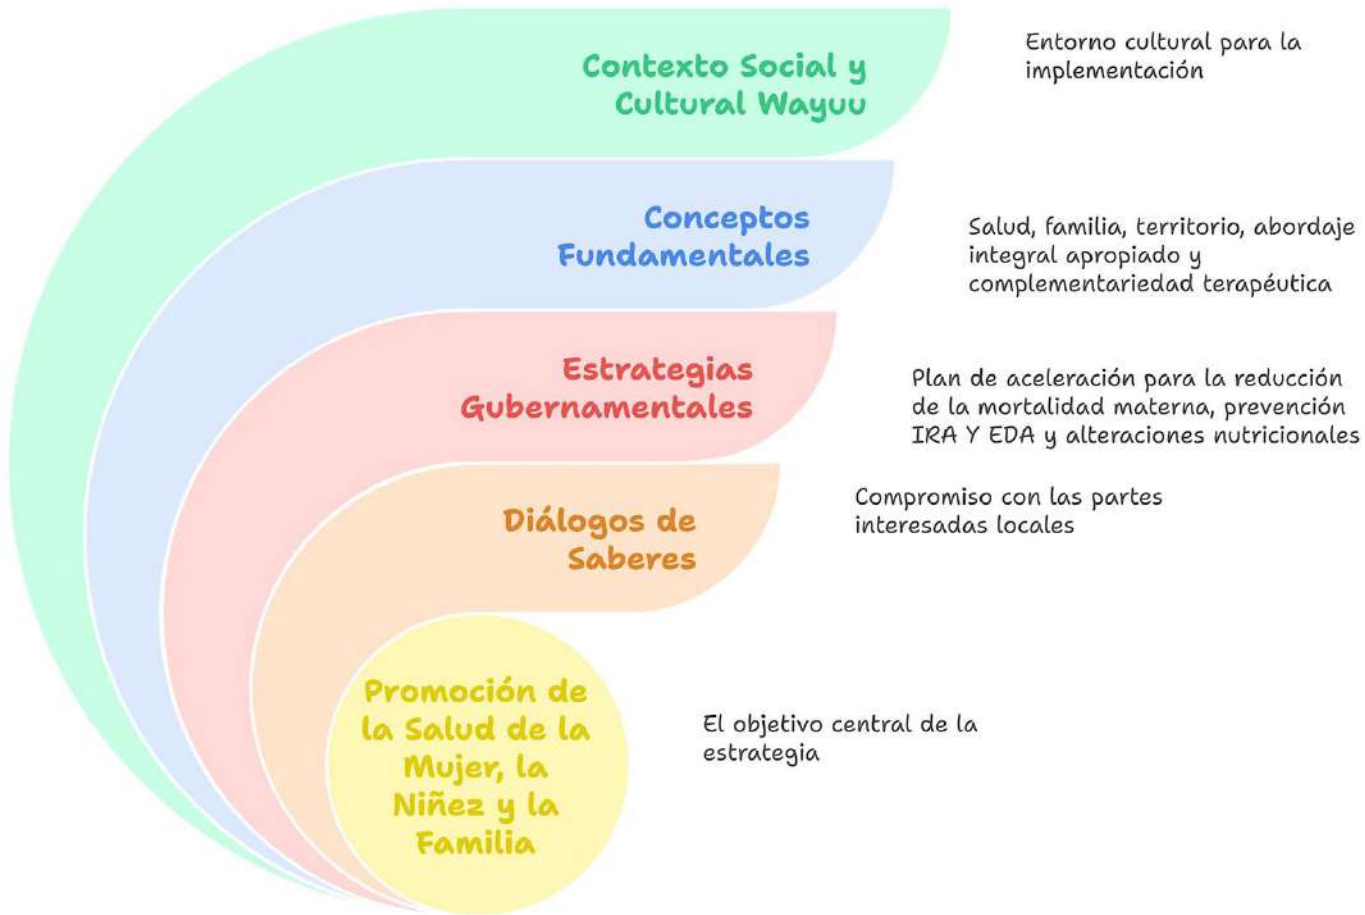 Contexto Social y
Cultural Wayuu
Entorno cultural para la
implementación
Conceptos
Fundamentales
Salud, familia, territorio, abordaje
integral apropiado y
complementariedad terapéutica
Estrategias
Gubernamentales
Plan de aceleración para la reducción
de la mortalidad materna, prevención
IRA Y EDA y alteraciones nutricionales
Diálogos de
Saberes
Compromiso con las partes
interesadas locales
Promoción de
la Salud de la
Mujer, la
Niñez y la
Familia
El objetivo central de la
estrategia